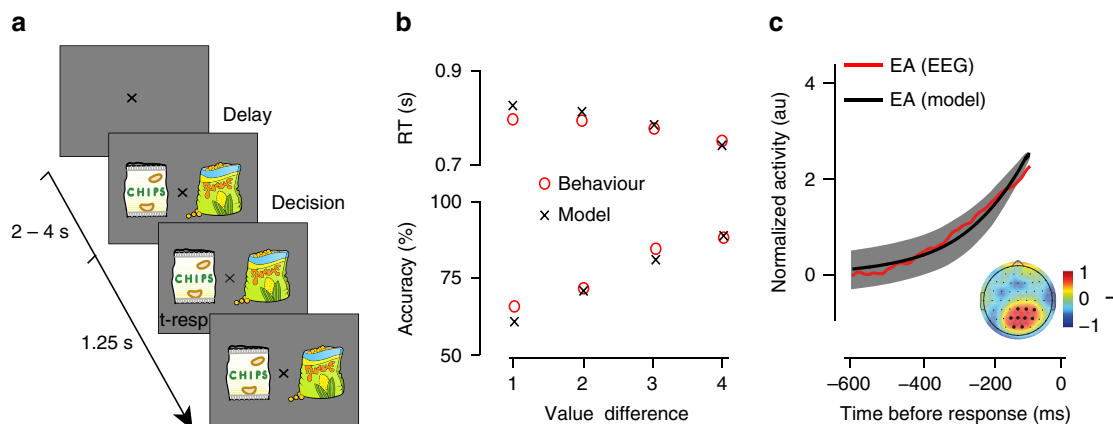 a
Delay
CHIPS
Decision
2 – 4 s
CHIPS
t-resp
1.25 s
CHIPS
b
0.9
RT (s)
0.7
Behaviour
Model
100
Accuracy (%)
75
50
1 2 3 4
Value difference
c
EA (EEG)
EA (model)
4
Normalized activity (au)
2
0
1
0
–1
–600 –400 –200 0
Time before response (ms)